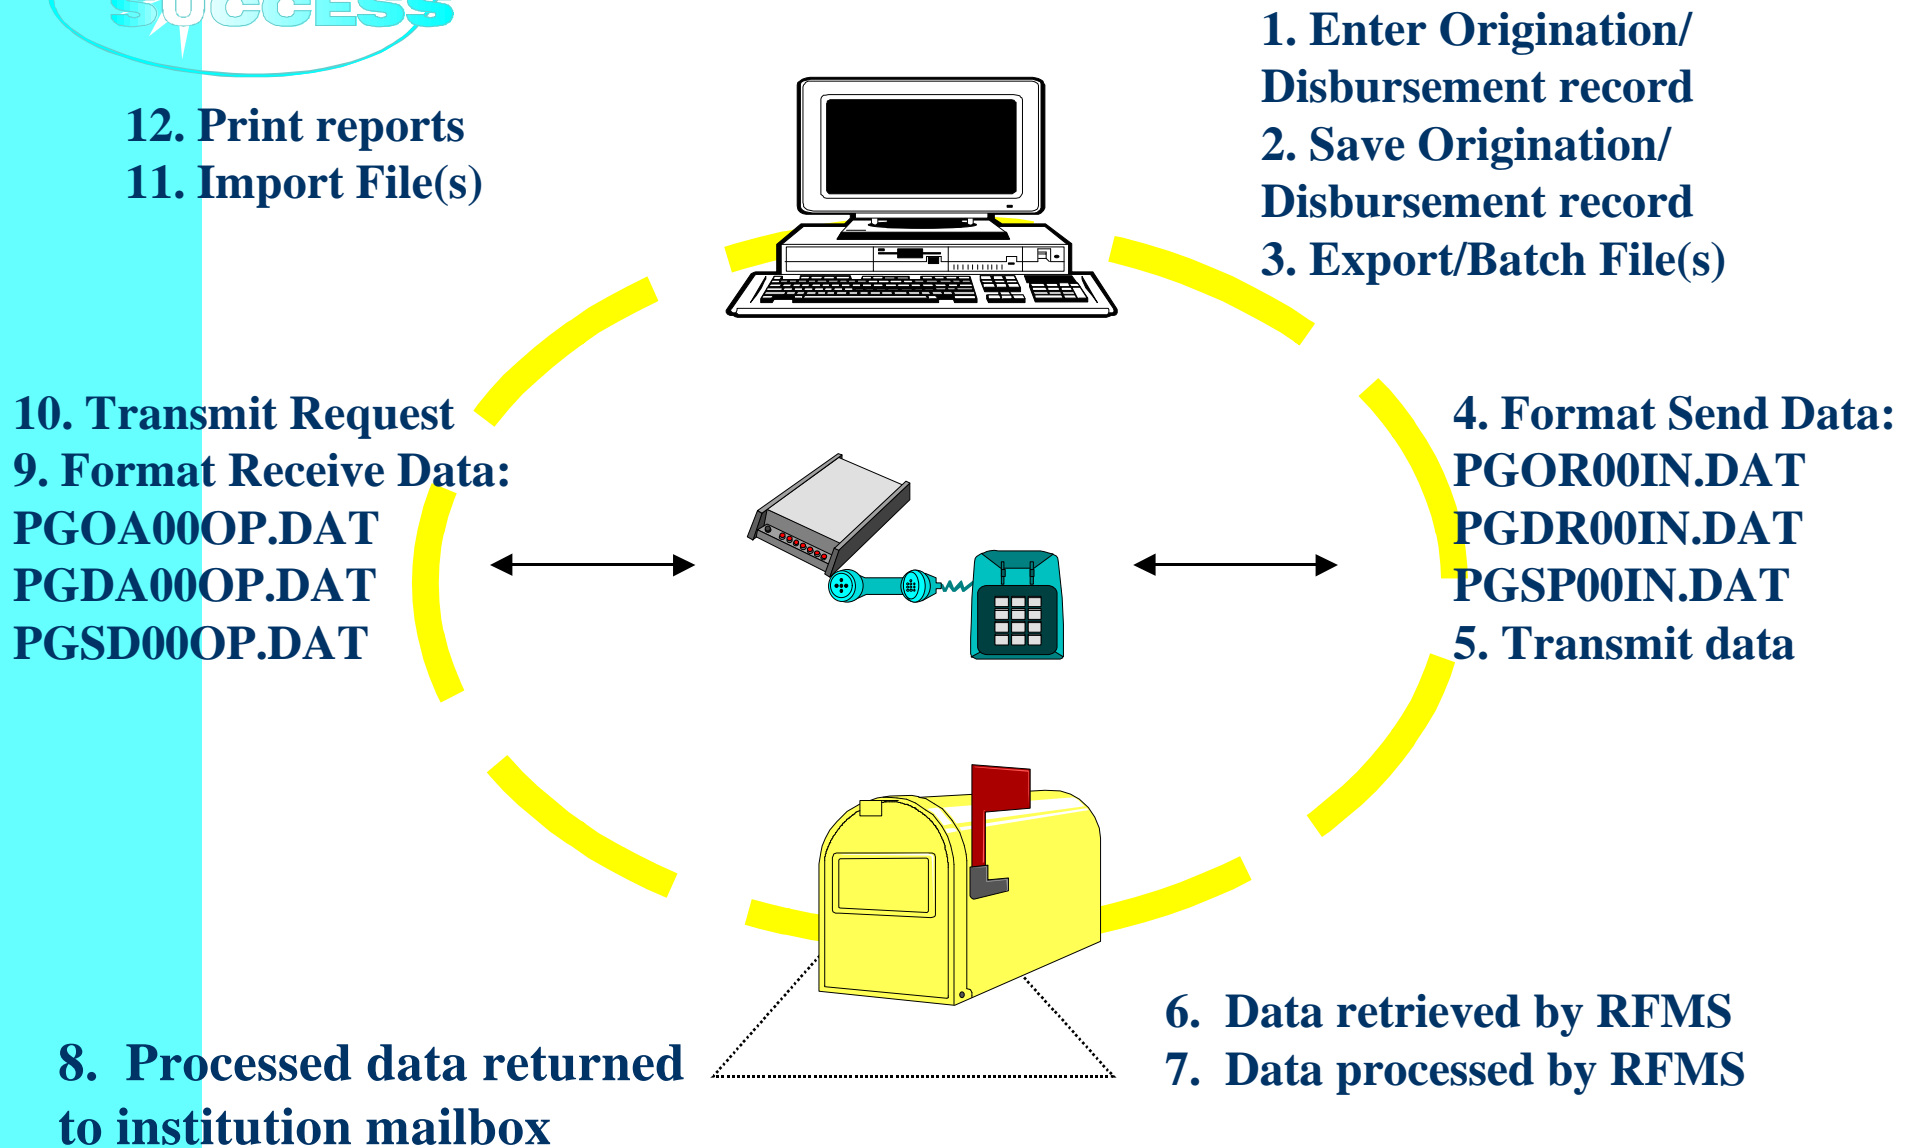 SUCCESS
1. Enter Origination/
Disbursement record
2. Save Origination/
Disbursement record
3. Export/Batch File(s)
12. Print reports
11. Import File(s)
4. Format Send Data:
PGOR00IN.DAT
PGDR00IN.DAT
PGSP00IN.DAT
5. Transmit data
10. Transmit Request
9. Format Receive Data:
PGOA00OP.DAT
PGDA00OP.DAT
PGSD00OP.DAT
6. Data retrieved by RFMS
7. Data processed by RFMS
8. Processed data returned
to institution mailbox